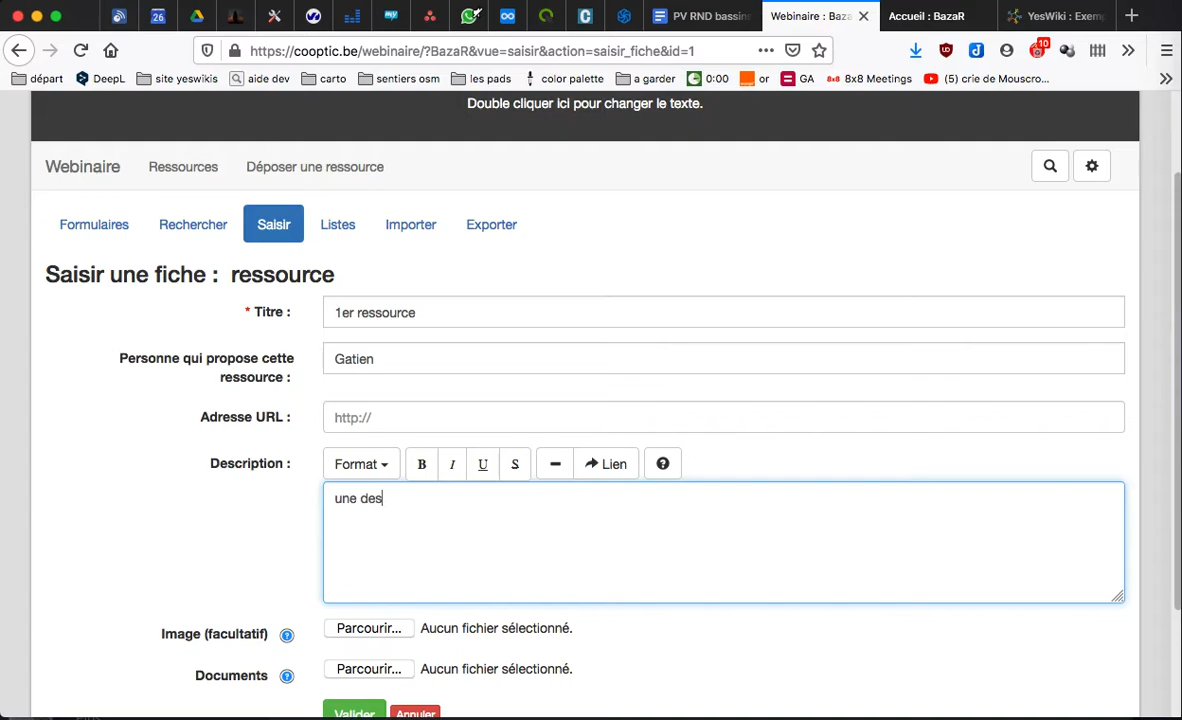 26
PV RND bassin
Webinaire : Baza
Accueil : BazaR
YesWiki : Exem
https://cooptic.be/webinaire/?BazaR&vue=saisir&action=saisir_fiche&id=1
10
départ
DeepL
site yeswikis
aide dev
carto
sentiers osm
les pads
color palette
a garder
0:00
or
GA
8x8 8x8 Meetings
(5) crie de Mouscro...
Double cliquer ici pour changer le texte.
Webinaire
Ressources
Déposer une ressource
Formulaires
Rechercher
Saisir
Listes
Importer
Exporter
Saisir une fiche : ressource
* Titre :
1er ressource
Personne qui propose cette
ressource :
Gatien
Adresse URL :
http://
Description :
Format
B
I
U
S
Lien
une des
Image (facultatif)
Parcourir...
Aucun fichier sélectionné.
Documents
Parcourir...
Aucun fichier sélectionné.
Valider
Annuler